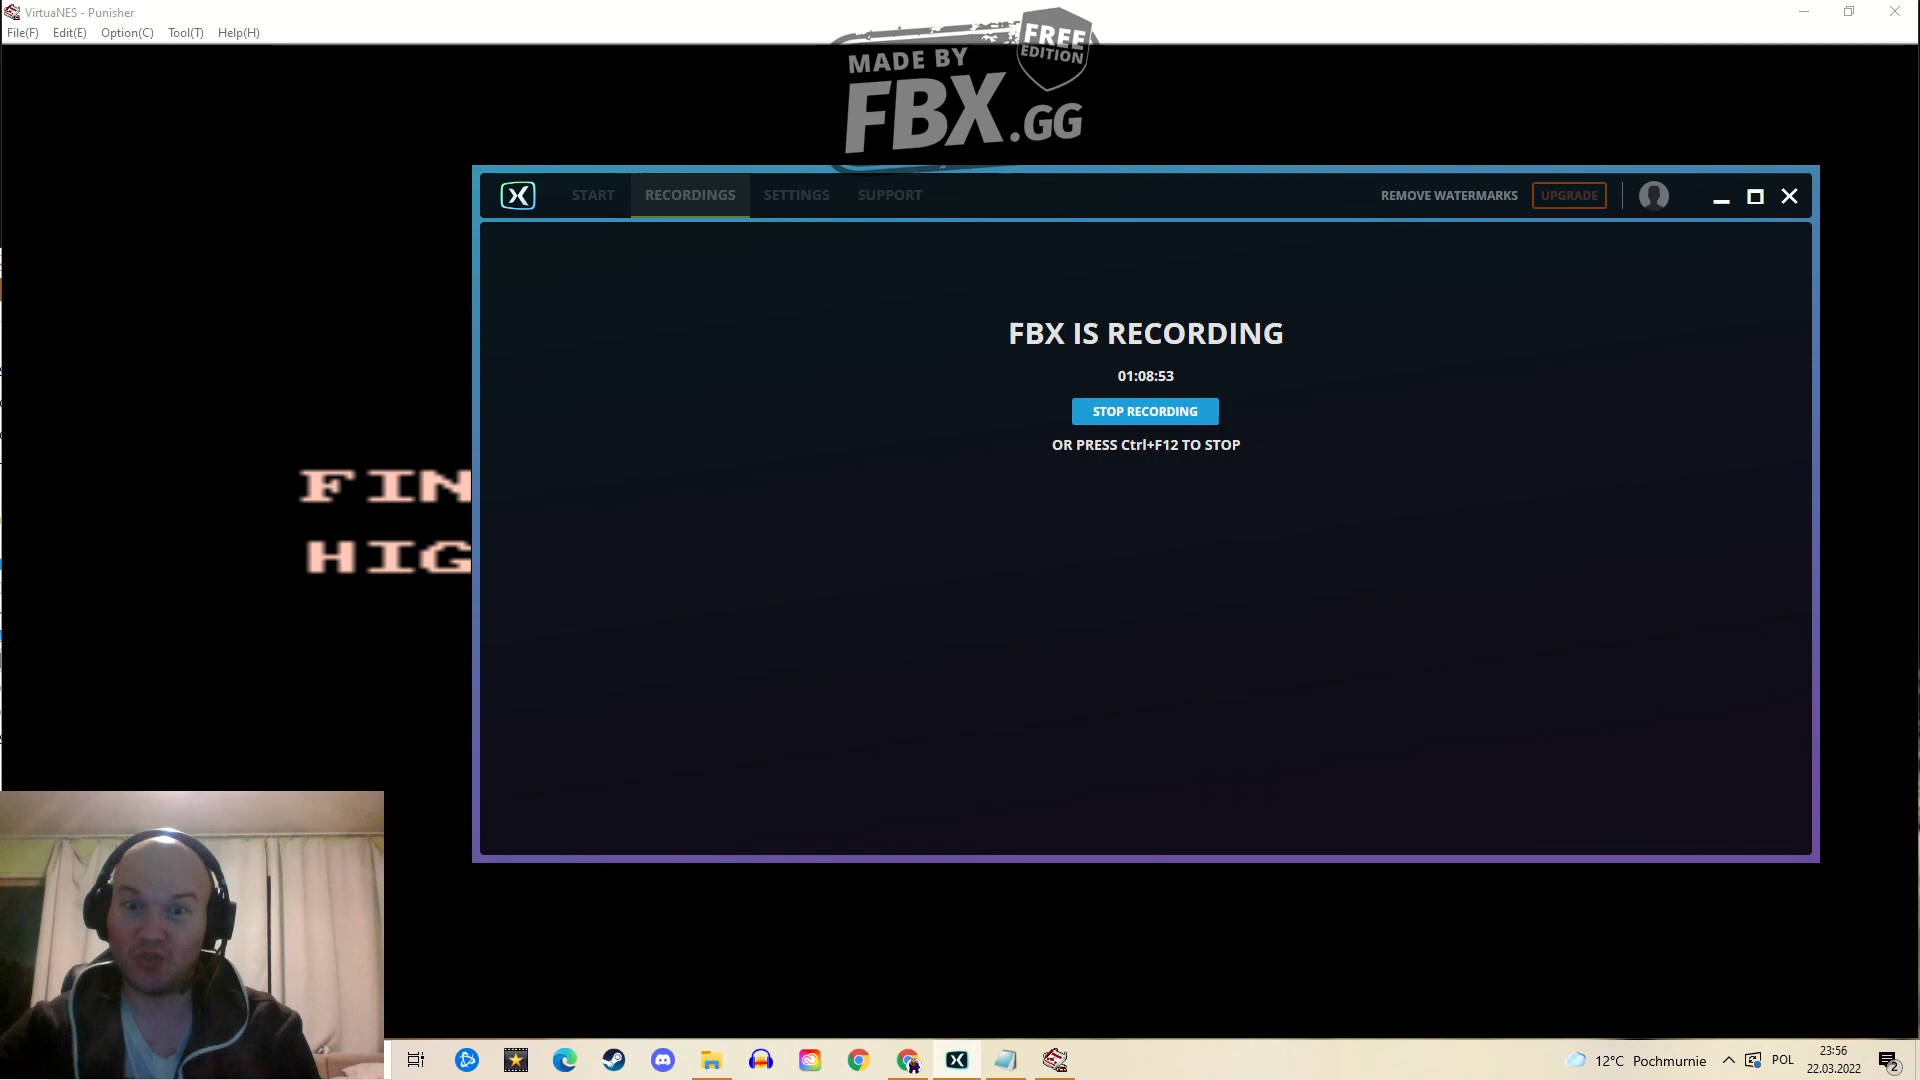 VirtuaNES - Punisher
File(F) Edit(E) Option(C) Tool(T) Help(H)
MADE BY
FREE
EDITION
FBX.GG
START RECORDINGS SETTINGS SUPPORT REMOVE WATERMARKS UPGRADE
FBX IS RECORDING
01:08:53
STOP RECORDING
OR PRESS Ctrl+F12 TO STOP
FIN
HIG
12°C Pochmurnie POL 23:56
22.03.2022
2